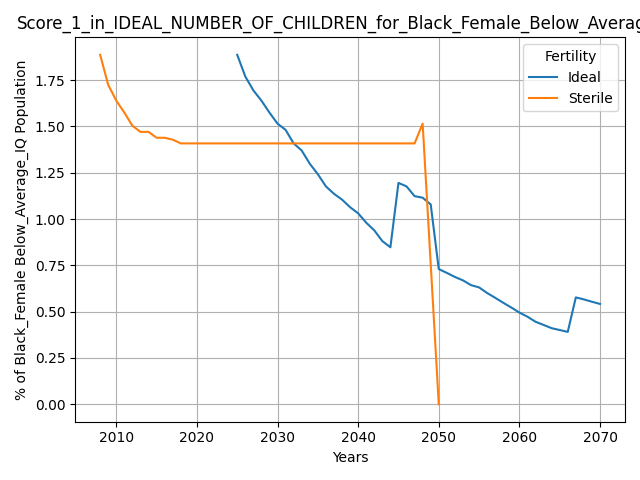 Score_1_in_IDEAL_NUMBER_OF_CHILDREN_for_Black_Female_Below_Averag
Fertility
Ideal
Sterile
% of Black_Female Below_Average_IQ Population
1.75
1.50
1.25
1.00
0.75
0.50
0.25
0.00
2010 2020 2030 2040 2050 2060 2070
Years